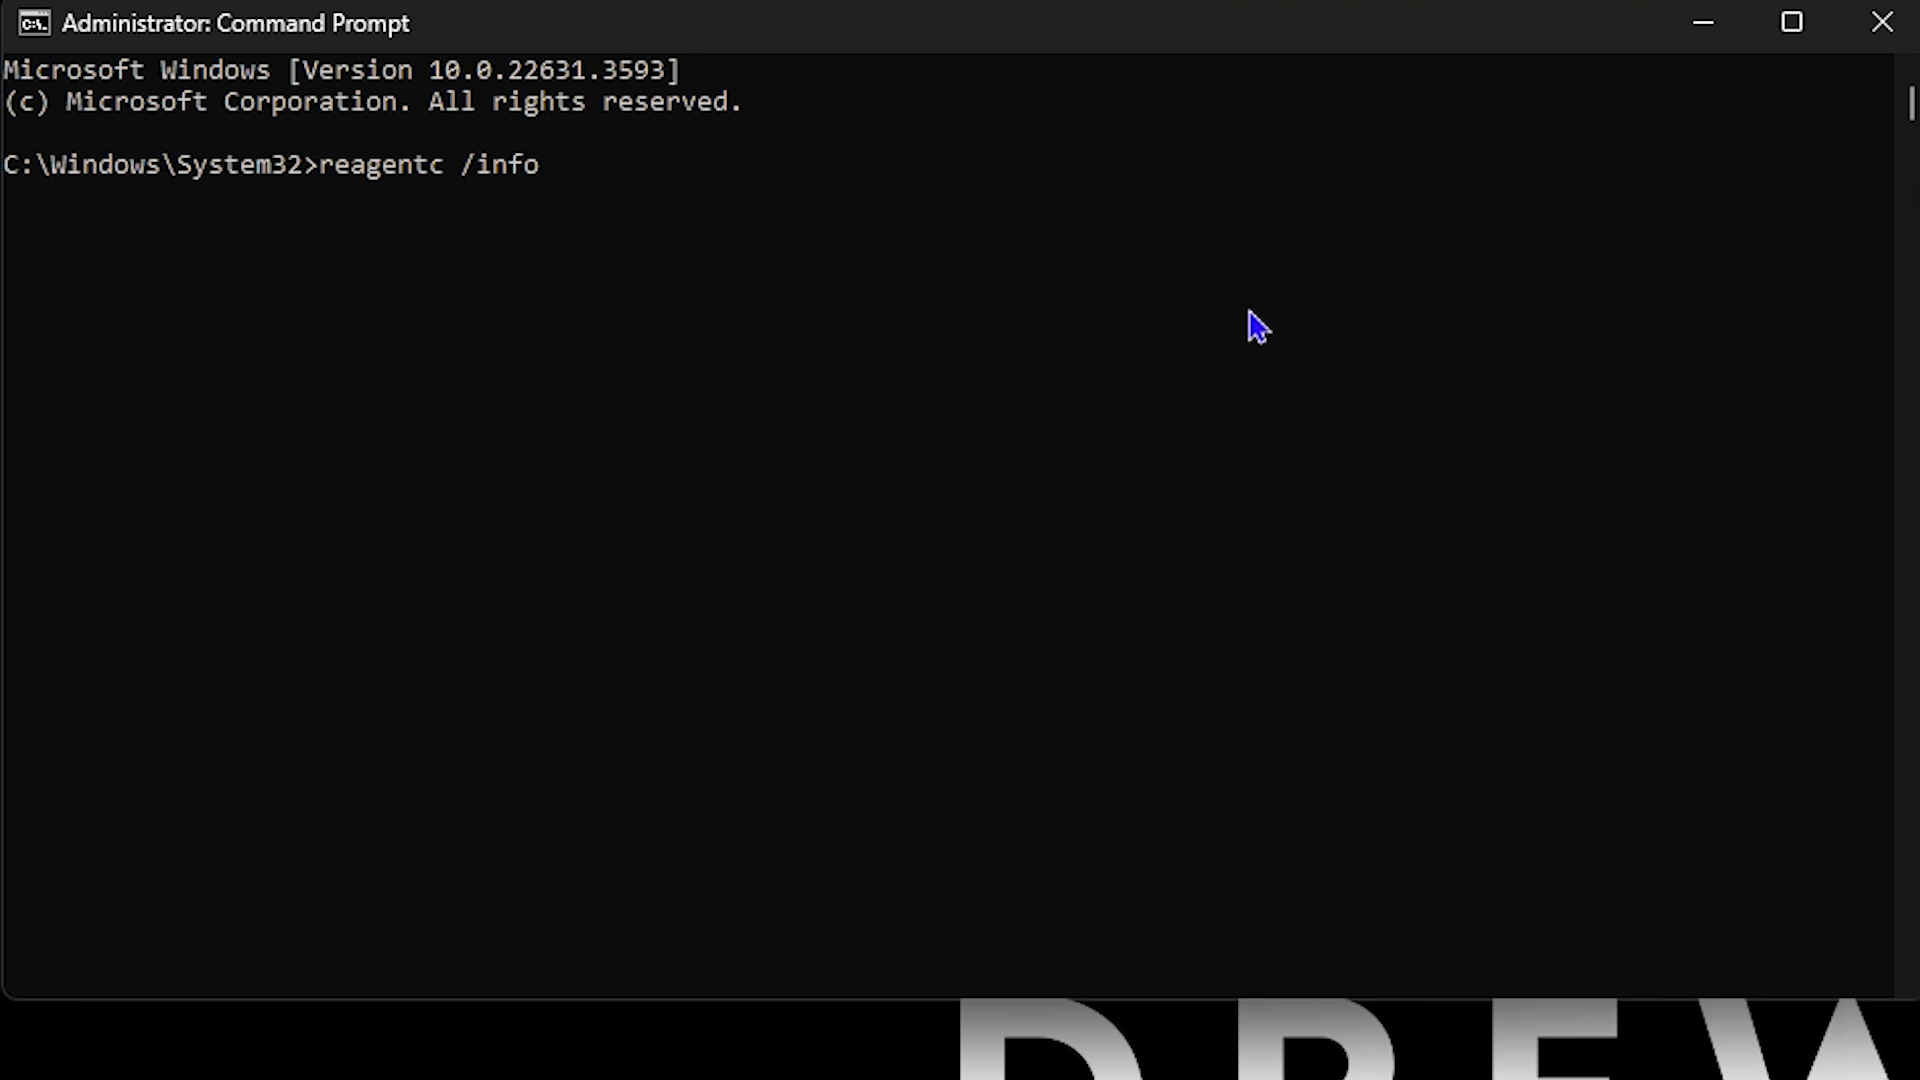 Administrator: Command Prompt
Microsoft Windows [Version 10.0.22631.3593]
(c) Microsoft Corporation. All rights reserved.
C:\Windows\System32>reagentc /info